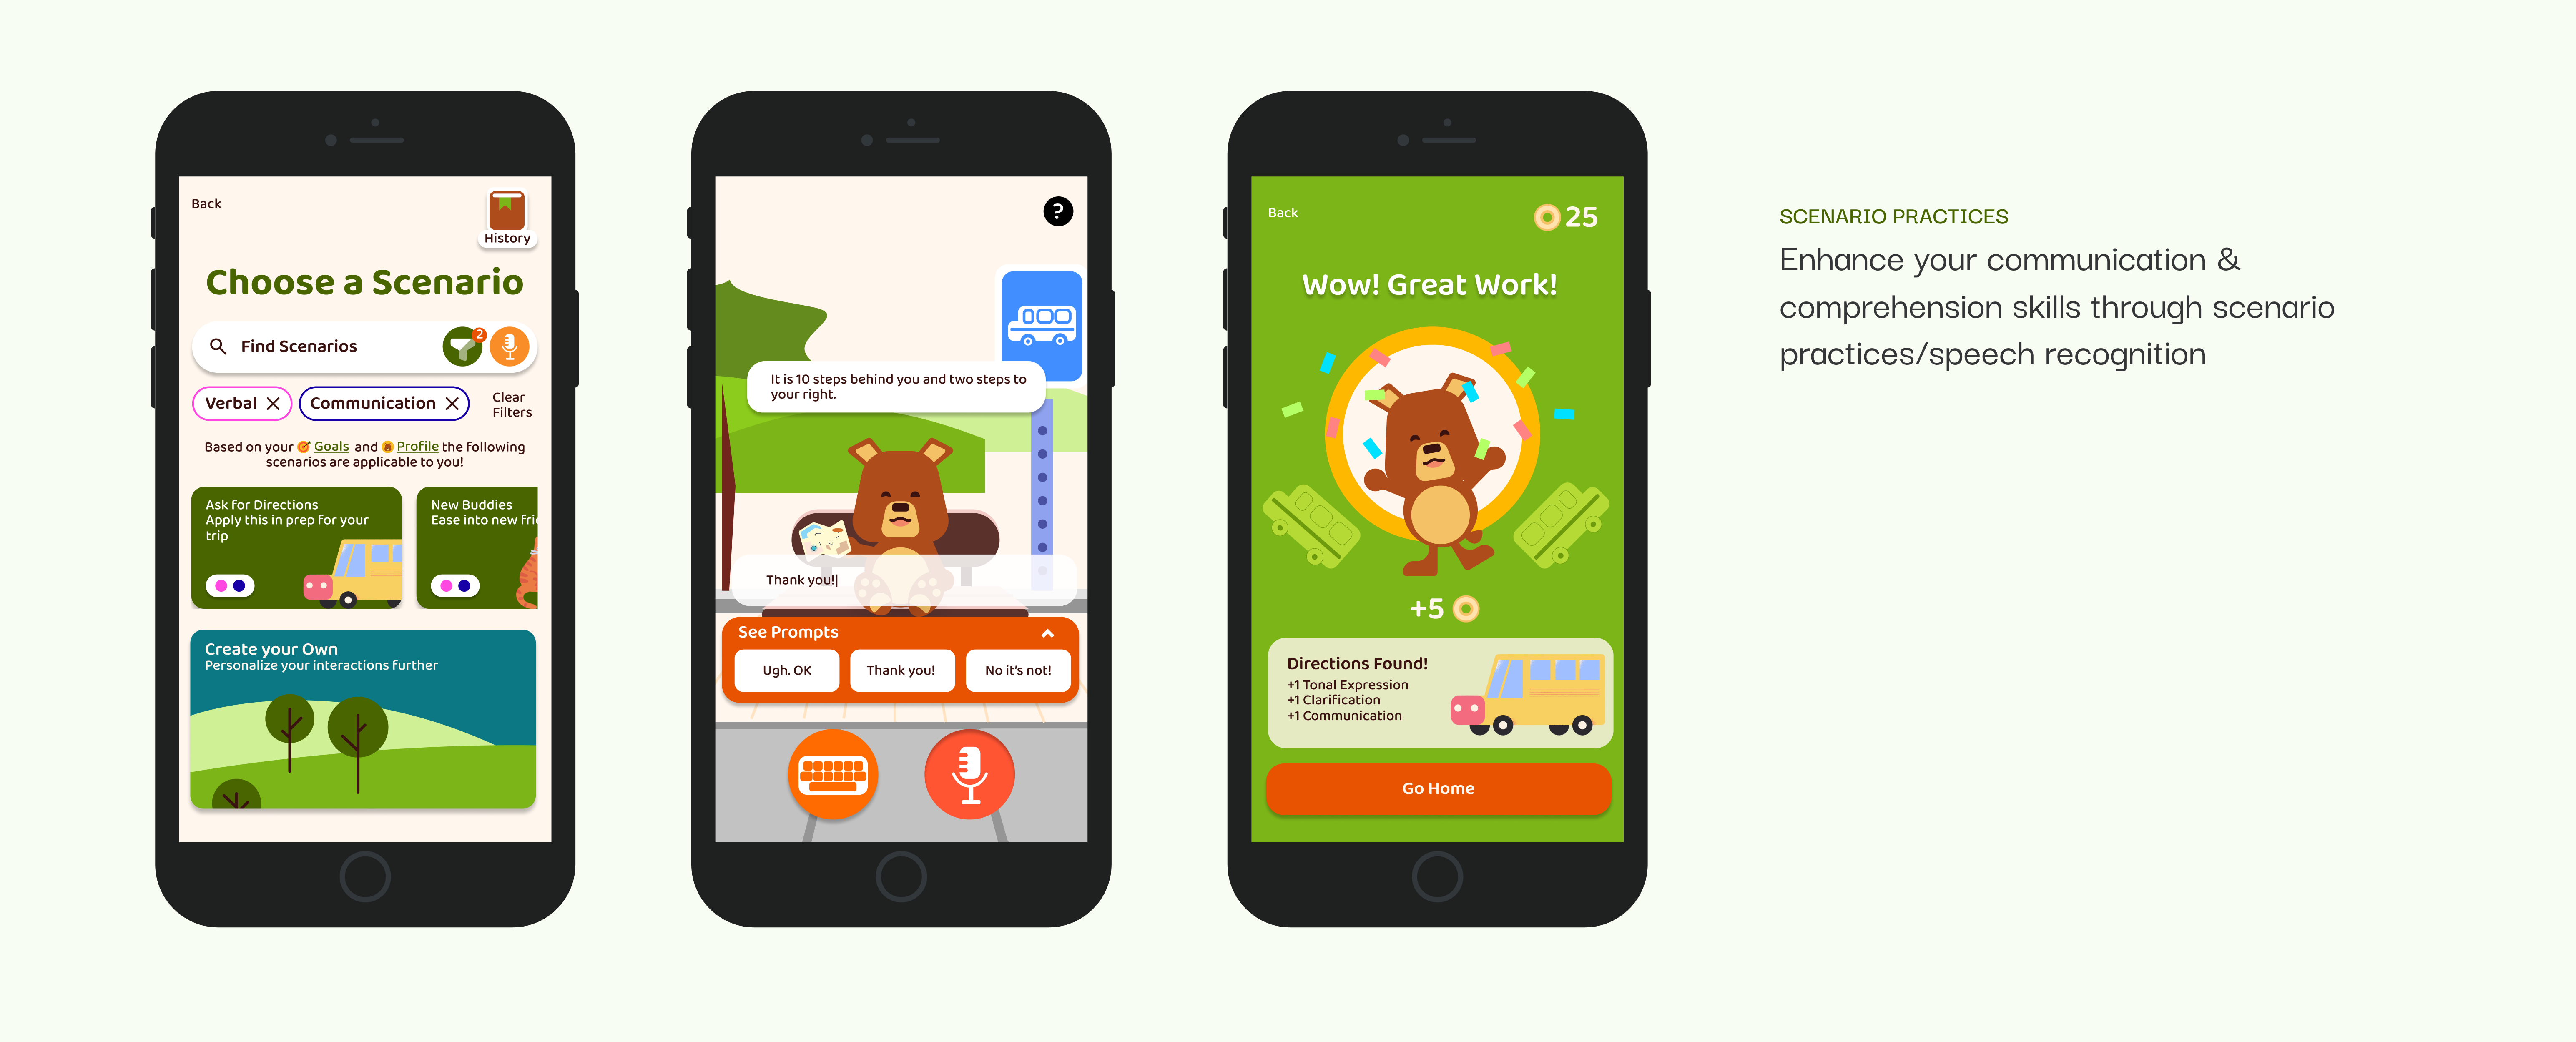 Back
History
Choose a Scenario
Find Scenarios
2
Verbal
Communication
Clear
Filters
Based on your Goals and Profile the following
scenarios are applicable to you!
Ask for Directions
Apply this in prep for your
trip
New Buddies
Ease into new frie
Create your Own
Personalize your interactions further
?
It is 10 steps behind you and two steps to
your right.
Thank you!
See Prompts
Ugh. OK
Thank you!
No it's not!
Back
25
Wow! Great Work!
+5
Directions Found!
+1 Tonal Expression
+1 Clarification
+1 Communication
Go Home
SCENARIO PRACTICES
Enhance your communication &
comprehension skills through scenario
practices/speech recognition